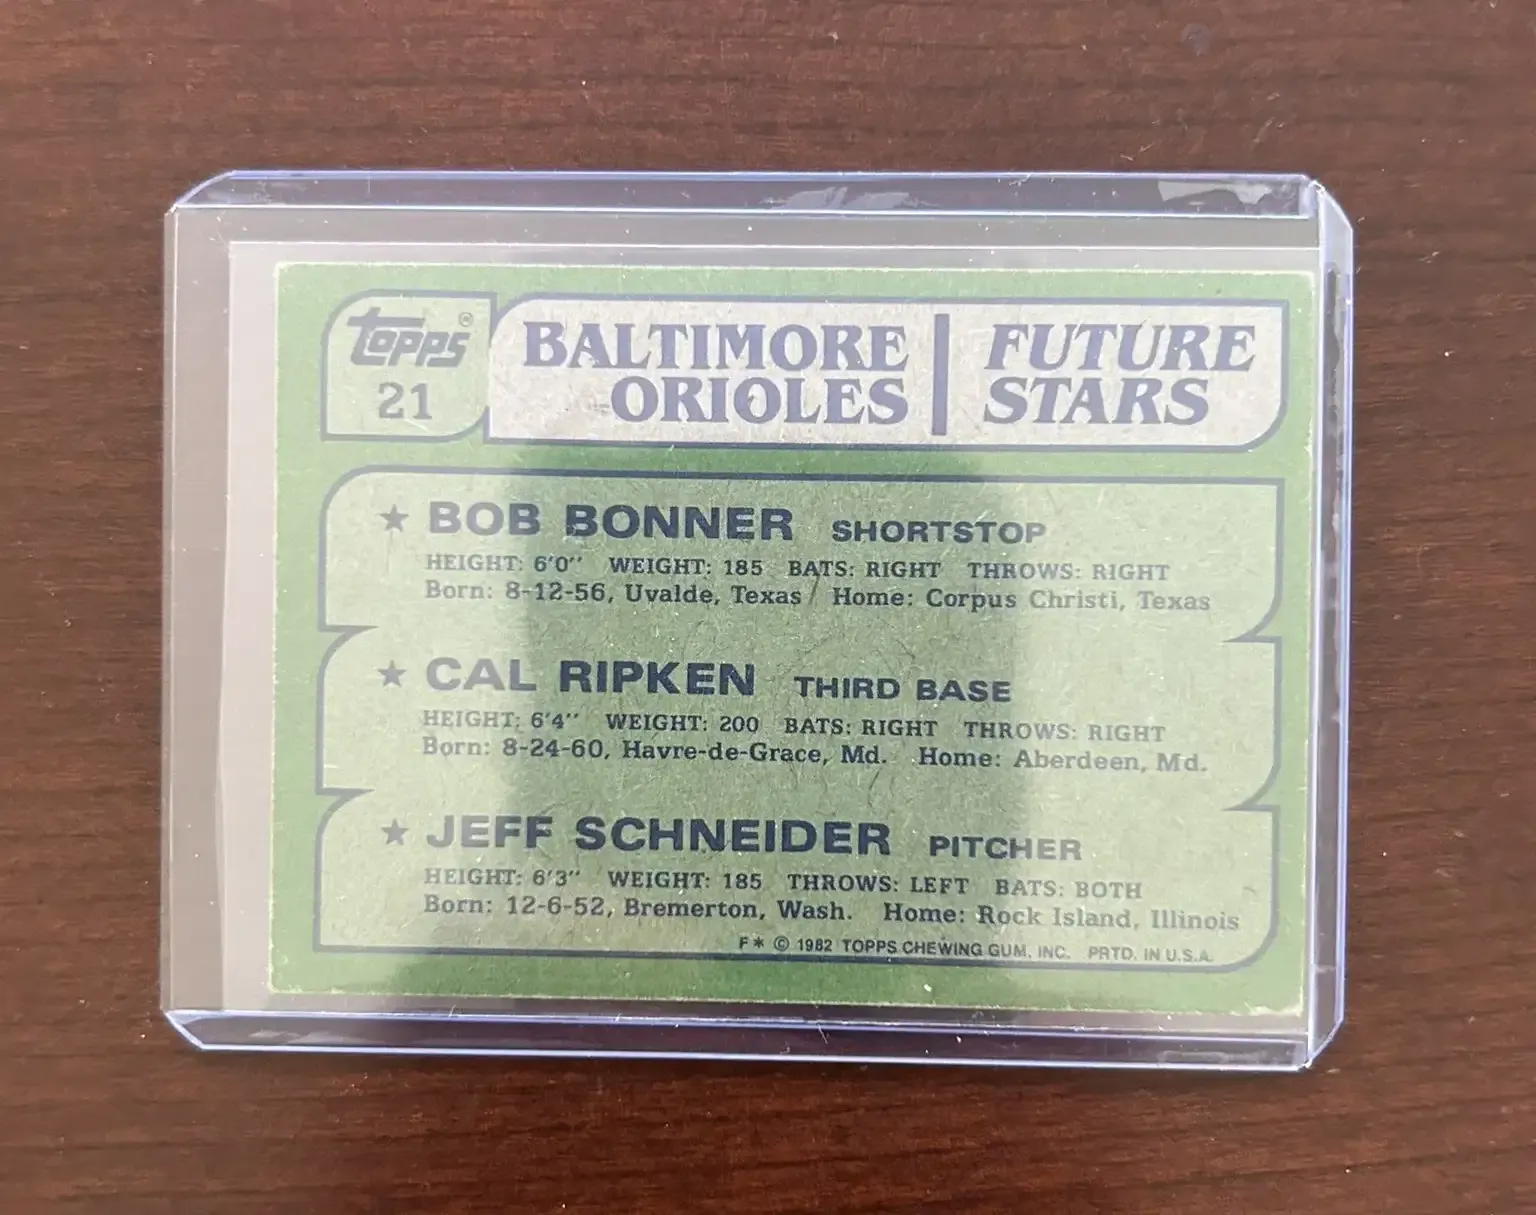 topps®
21
BALTIMORE ORIOLES
FUTURE STARS
★ BOB BONNER SHORTSTOP
HEIGHT: 6'0" WEIGHT: 185 BATS: RIGHT THROWS: RIGHT
Born: 8-12-56, Uvalde, Texas Home: Corpus Christi, Texas
★ CAL RIPKEN THIRD BASE
HEIGHT: 6'4" WEIGHT: 200 BATS: RIGHT THROWS: RIGHT
Born: 8-24-60, Havre-de-Grace, Md. Home: Aberdeen, Md.
★ JEFF SCHNEIDER PITCHER
HEIGHT: 6'3" WEIGHT: 185 THROWS: LEFT BATS: BOTH
Born: 12-6-52, Bremerton, Wash. Home: Rock Island, Illinois
F* © 1982 TOPPS CHEWING GUM, INC. PRTD. IN U.S.A.